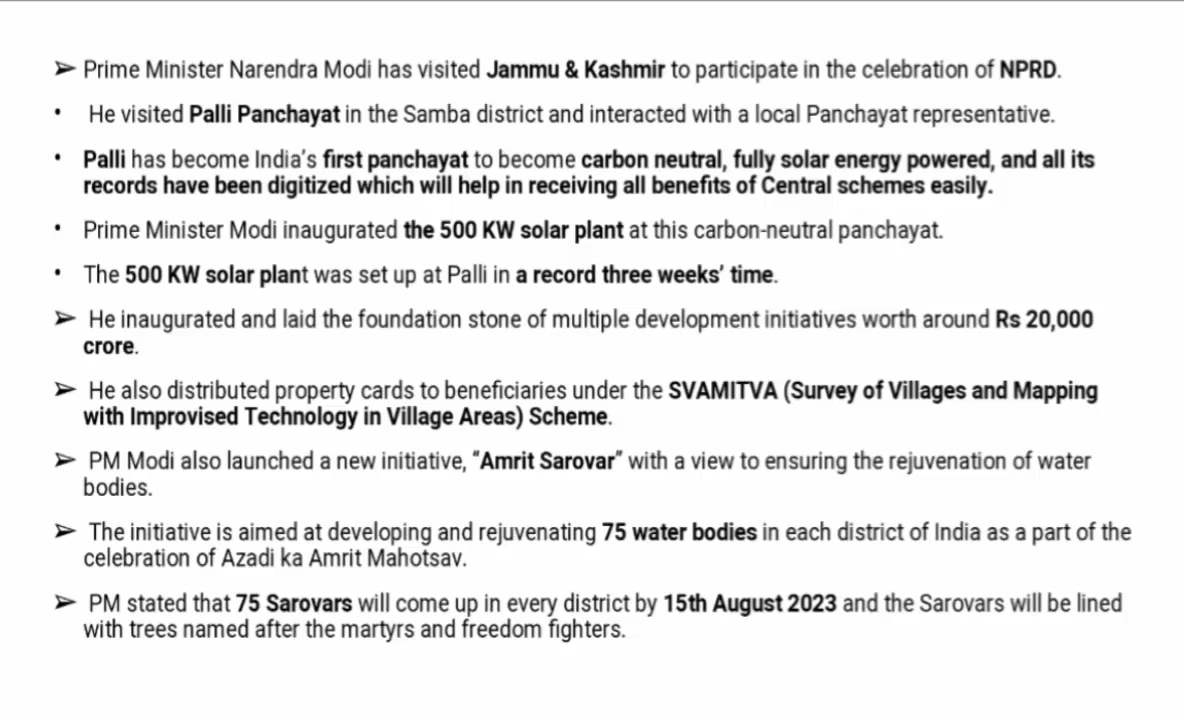 ➢ Prime Minister Narendra Modi has visited Jammu & Kashmir to participate in the celebration of NPRD.
• He visited Palli Panchayat in the Samba district and interacted with a local Panchayat representative.
• Palli has become India's first panchayat to become carbon neutral, fully solar energy powered, and all its
records have been digitized which will help in receiving all benefits of Central schemes easily.
• Prime Minister Modi inaugurated the 500 KW solar plant at this carbon-neutral panchayat.
• The 500 KW solar plant was set up at Palli in a record three weeks' time.
➢ He inaugurated and laid the foundation stone of multiple development initiatives worth around Rs 20,000
crore.
➢ He also distributed property cards to beneficiaries under the SVAMITVA (Survey of Villages and Mapping
with Improvised Technology in Village Areas) Scheme.
➢ PM Modi also launched a new initiative, "Amrit Sarovar" with a view to ensuring the rejuvenation of water
bodies.
➢ The initiative is aimed at developing and rejuvenating 75 water bodies in each district of India as a part of the
celebration of Azadi ka Amrit Mahotsav.
➢ PM stated that 75 Sarovars will come up in every district by 15th August 2023 and the Sarovars will be lined
with trees named after the martyrs and freedom fighters.